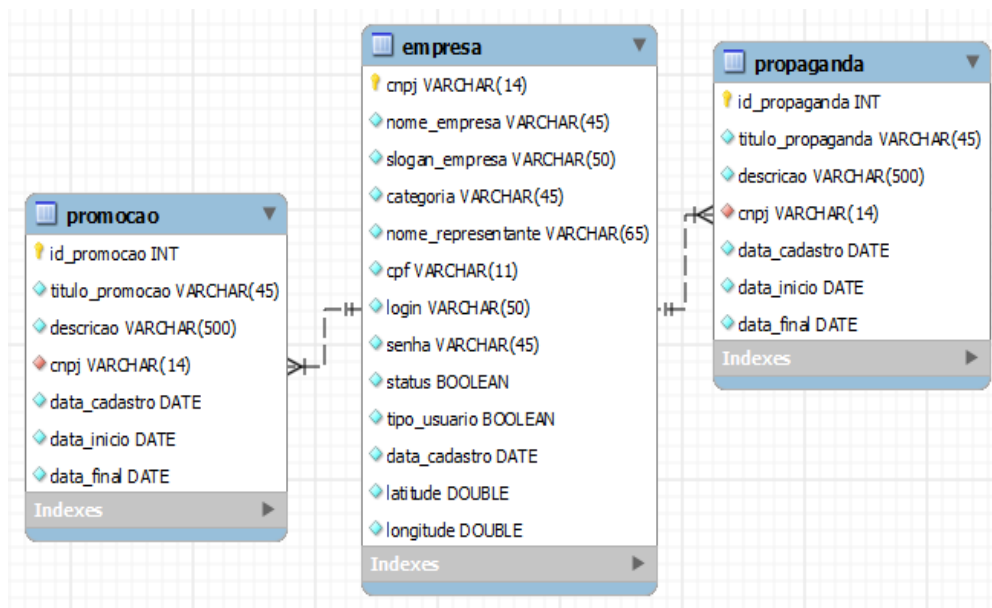 promocao
id_promocao INT
titulo_promocao VARCHAR(45)
descricao VARCHAR(500)
cnpj VARCHAR(14)
data_cadastro DATE
data_inicio DATE
data_final DATE
Indexes
empresa
cnpj VARCHAR(14)
nome_empresa VARCHAR(45)
slogan_empresa VARCHAR(50)
categoria VARCHAR(45)
nome_representante VARCHAR(65)
cpf VARCHAR(11)
login VARCHAR(50)
senha VARCHAR(45)
status BOOLEAN
tipo_usuario BOOLEAN
data_cadastro DATE
latitude DOUBLE
longitude DOUBLE
Indexes
propaganda
id_propaganda INT
titulo_propaganda VARCHAR(45)
descricao VARCHAR(500)
cnpj VARCHAR(14)
data_cadastro DATE
data_inicio DATE
data_final DATE
Indexes